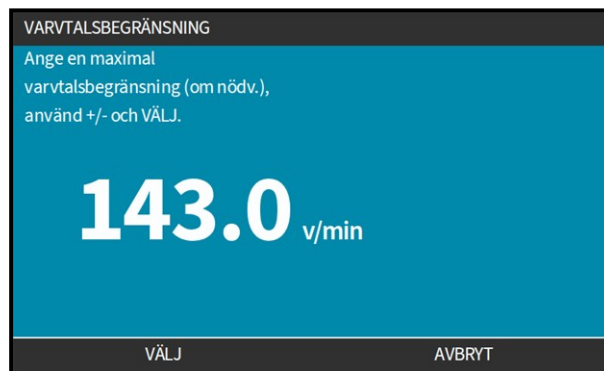 VARVTALSBEGRÄNSNING
Ange en maximal
varvtalsbegränsning (om nödv.),
använd +/- och VÄLJ.
143.0 v/min
VÄLJ AVBRYT